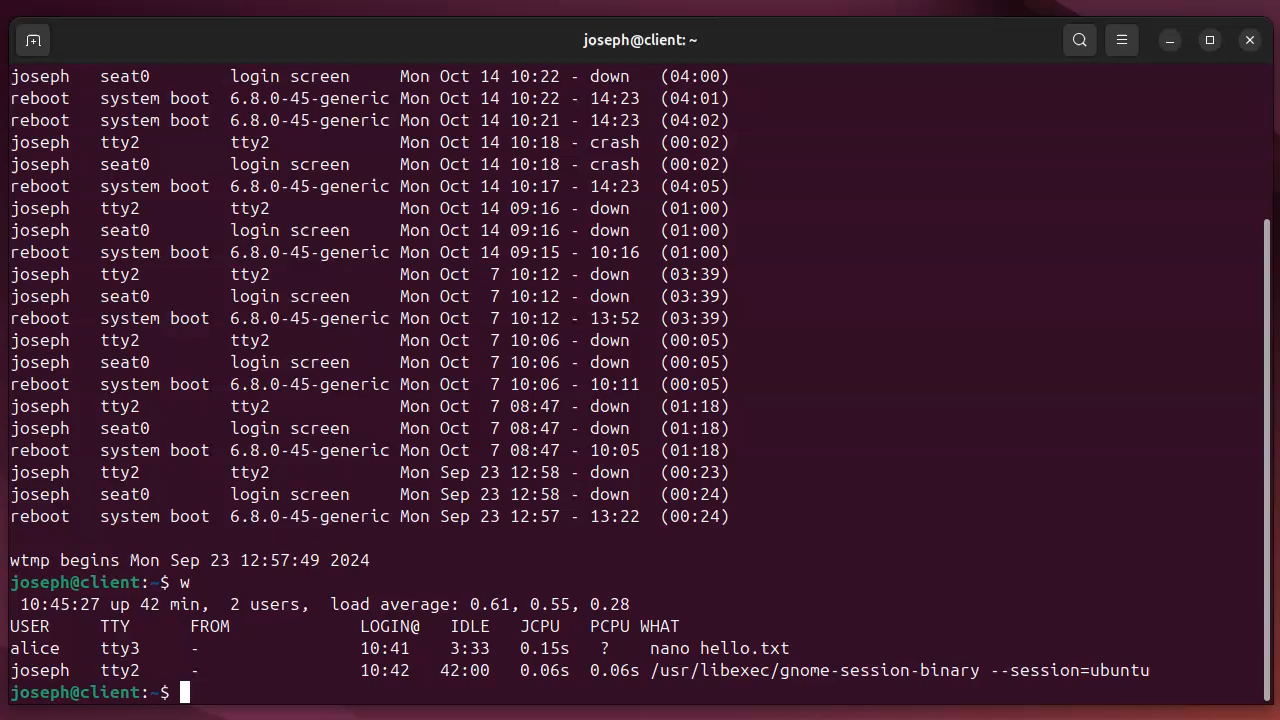 joseph@client: ~
joseph   seat0        login screen     Mon Oct 14 10:22 - down   (04:00)
reboot   system boot  6.8.0-45-generic Mon Oct 14 10:22 - 14:23  (04:01)
reboot   system boot  6.8.0-45-generic Mon Oct 14 10:21 - 14:23  (04:02)
joseph   tty2         tty2             Mon Oct 14 10:18 - crash  (00:02)
joseph   seat0        login screen     Mon Oct 14 10:18 - crash  (00:02)
reboot   system boot  6.8.0-45-generic Mon Oct 14 10:17 - 14:23  (04:05)
joseph   tty2         tty2             Mon Oct 14 09:16 - down   (01:00)
joseph   seat0        login screen     Mon Oct 14 09:16 - down   (01:00)
reboot   system boot  6.8.0-45-generic Mon Oct 14 09:15 - 10:16  (01:00)
joseph   tty2         tty2             Mon Oct  7 10:12 - down   (03:39)
joseph   seat0        login screen     Mon Oct  7 10:12 - down   (03:39)
reboot   system boot  6.8.0-45-generic Mon Oct  7 10:12 - 13:52  (03:39)
joseph   tty2         tty2             Mon Oct  7 10:06 - down   (00:05)
joseph   seat0        login screen     Mon Oct  7 10:06 - down   (00:05)
reboot   system boot  6.8.0-45-generic Mon Oct  7 10:06 - 10:11  (00:05)
joseph   tty2         tty2             Mon Oct  7 08:47 - down   (01:18)
joseph   seat0        login screen     Mon Oct  7 08:47 - down   (01:18)
reboot   system boot  6.8.0-45-generic Mon Oct  7 08:47 - 10:05  (01:18)
joseph   tty2         tty2             Mon Sep 23 12:58 - down   (00:23)
joseph   seat0        login screen     Mon Sep 23 12:58 - down   (00:24)
reboot   system boot  6.8.0-45-generic Mon Sep 23 12:57 - 13:22  (00:24)
wtmp begins Mon Sep 23 12:57:49 2024
joseph@client:~$ w
 10:45:27 up 42 min,  2 users,  load average: 0.61, 0.55, 0.28
USER     TTY      FROM             LOGIN@   IDLE   JCPU   PCPU WHAT
alice    tty3     -                10:41    3:33   0.15s   ?    nano hello.txt
joseph   tty2     -                10:42   42:00   0.06s  0.06s /usr/libexec/gnome-session-binary --session=ubuntu
joseph@client:~$